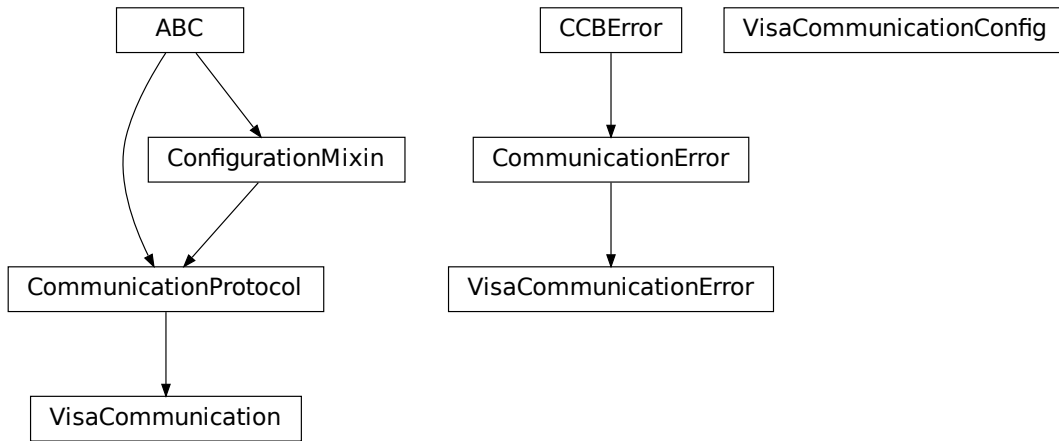 ABC
CCBError
VisaCommunicationConfig
ConfigurationMixin
CommunicationError
CommunicationProtocol
VisaCommunicationError
VisaCommunication